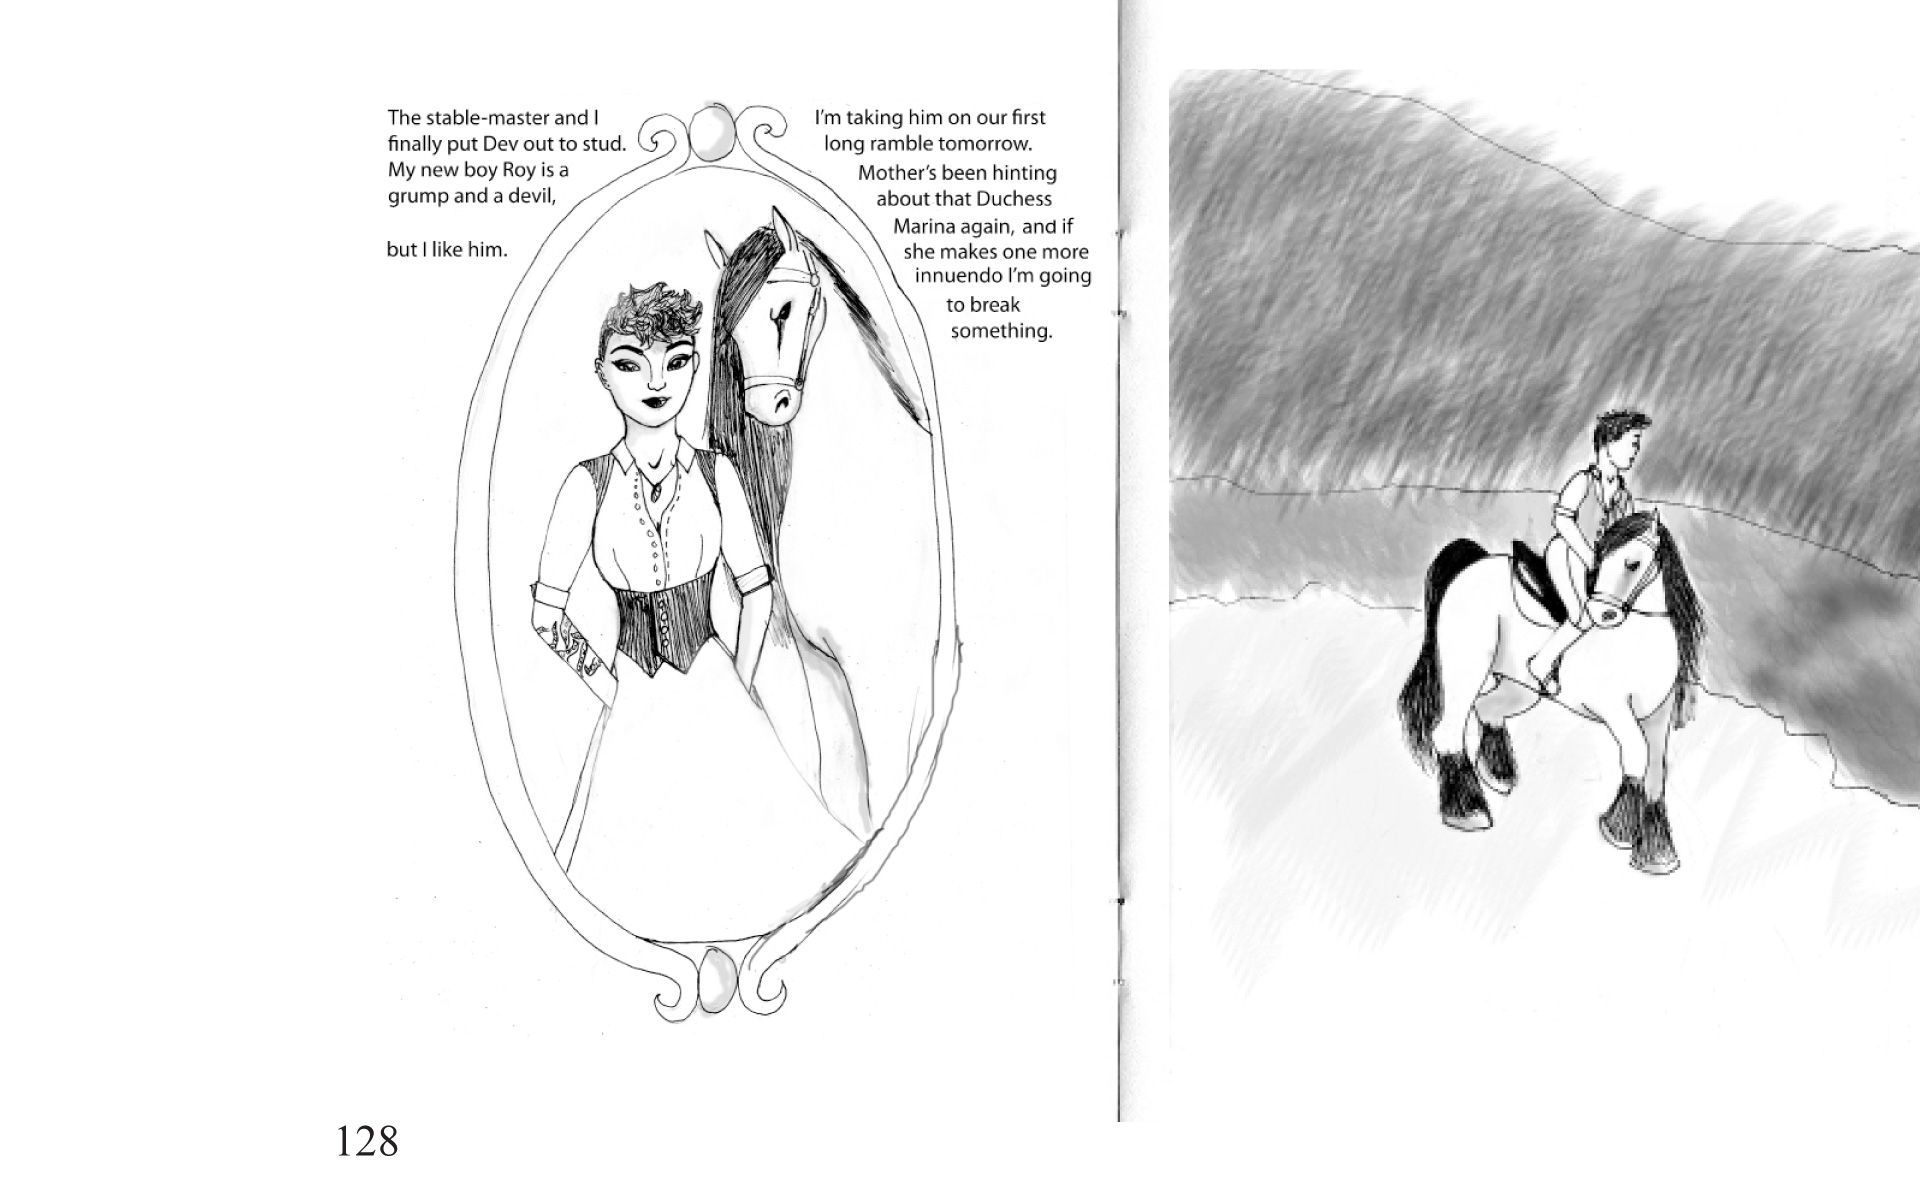 The stable-master and I
finally put Dev out to stud.
My new boy Roy is a
grump and a devil,
but I like him.
I'm taking him on our first
long ramble tomorrow.
Mother's been hinting
about that Duchess
Marina again, and if
she makes one more
innuendo I'm going
to break
something.
128